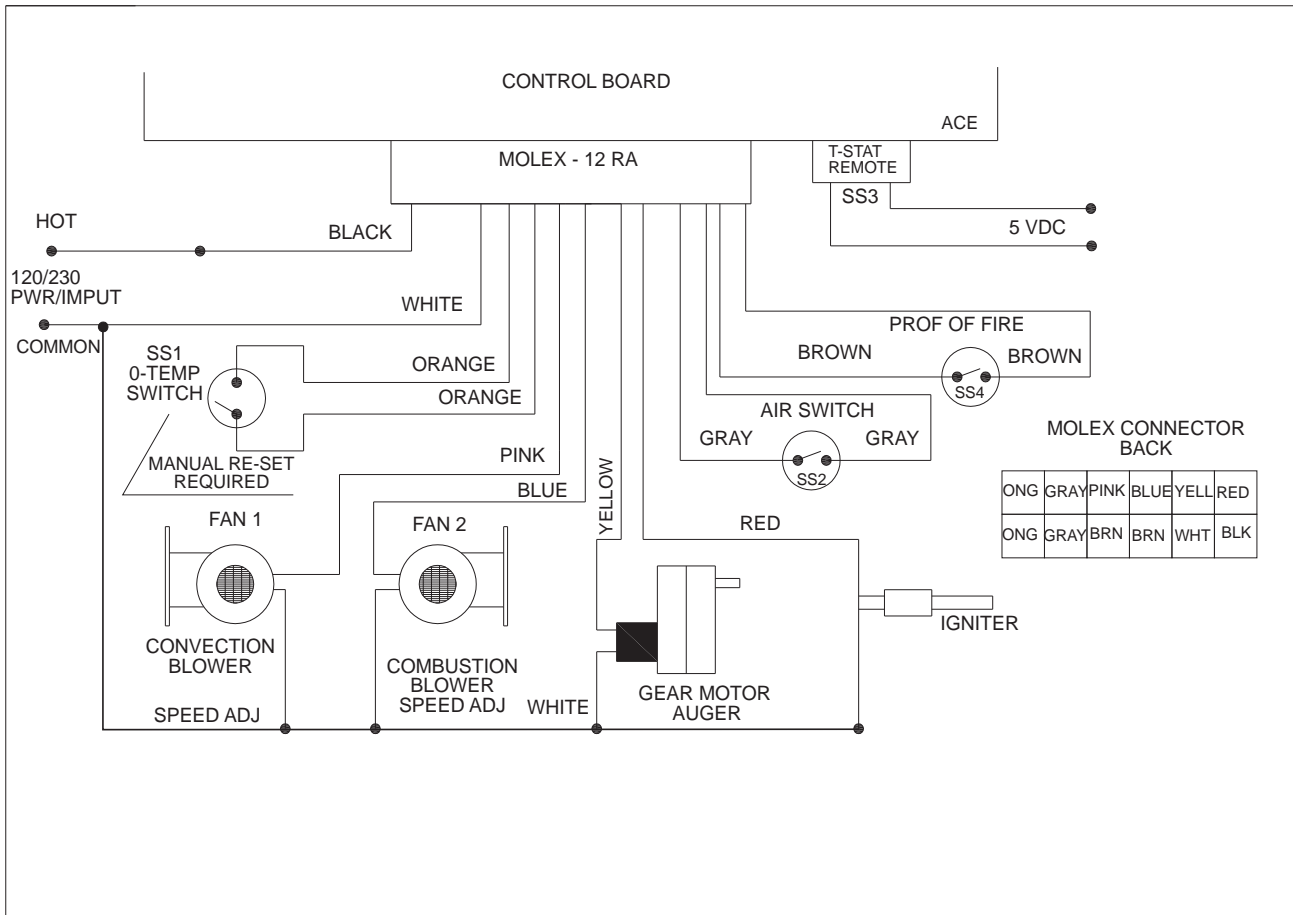 CONTROL BOARD
ACE
MOLEX - 12 RA
T-STAT
REMOTE
SS3
HOT
BLACK
5 VDC
120/230
PWR/IMPUT
WHITE
COMMON
PROF OF FIRE
SS1
0-TEMP
SWITCH
ORANGE
BROWN
BROWN
ORANGE
SS4
AIR SWITCH
GRAY
GRAY
MOLEX CONNECTOR
BACK
MANUAL RE-SET
REQUIRED
PINK
SS2
BLUE
YELLOW
ONG GRAY PINK BLUE YELL RED
ONG GRAY BRN BRN WHT BLK
FAN 1
FAN 2
RED
IGNITER
CONVECTION
BLOWER
COMBUSTION
BLOWER
SPEED ADJ
GEAR MOTOR
AUGER
SPEED ADJ
WHITE